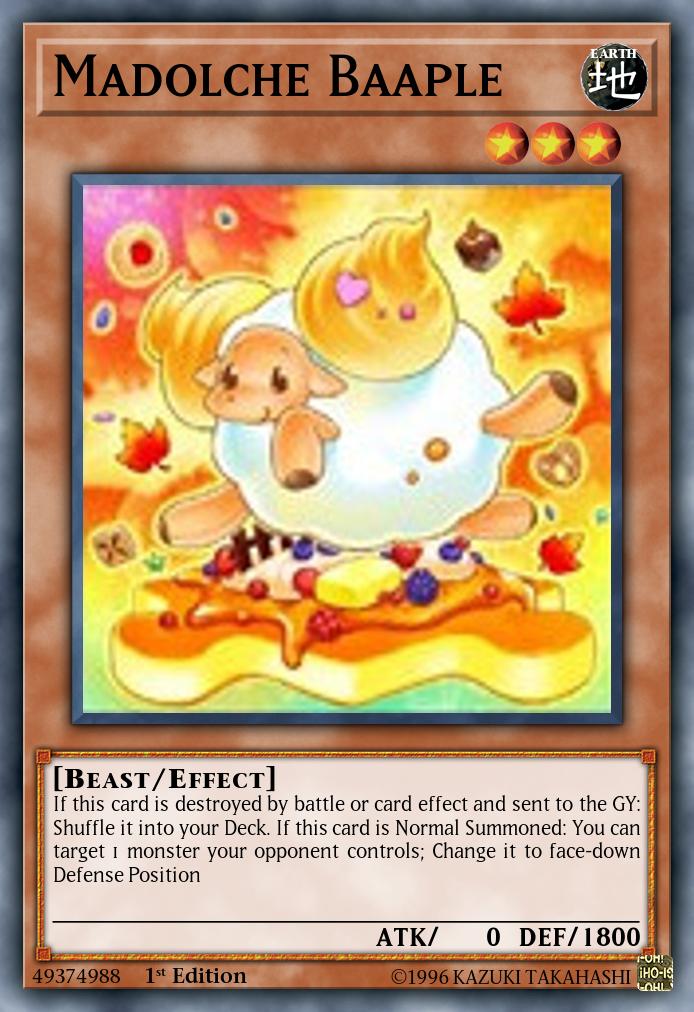 Madolche Baaple
EARTH
地
[Beast/Effect]
If this card is destroyed by battle or card effect and sent to the GY:
Shuffle it into your Deck. If this card is Normal Summoned: You can
target 1 monster your opponent controls; Change it to face-down
Defense Position
ATK/ 0 DEF/1800
49374988 1st Edition ©1996 KAZUKI TAKAHASHI